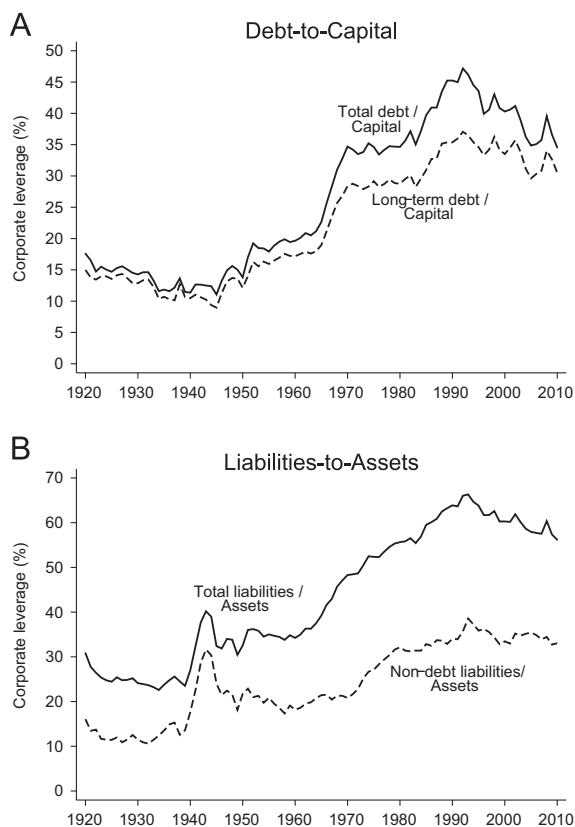 A
Debt-to-Capital
50
45
40
35
30
25
20
15
10
5
0
Corporate leverage (%)
Total debt /
Capital
Long-term debt /
Capital
1920 1930 1940 1950 1960 1970 1980 1990 2000 2010
B
Liabilities-to-Assets
70
60
50
40
30
20
10
0
Corporate leverage (%)
Total liabilities /
Assets
Non-debt liabilities/
Assets
1920 1930 1940 1950 1960 1970 1980 1990 2000 2010